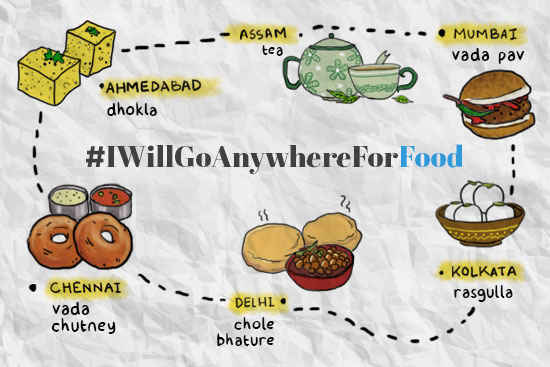 ASSAM
tea
MUMBAI
vada pav
AHMEDABAD
dhokla
#IWillGoAnywhereForFood
KOLKATA
rasgulla
CHENNAI
vada
chutney
DELHI
chole
bhature